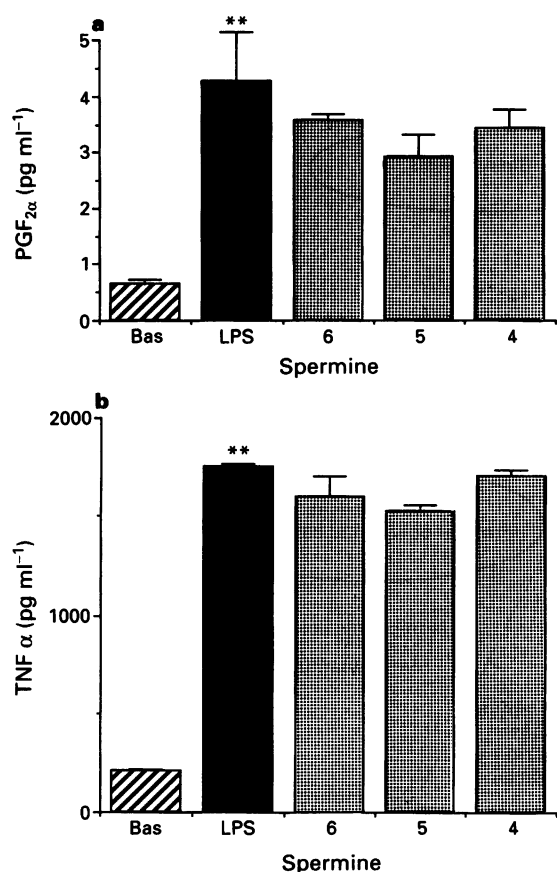 a
**
PGF2α (pg ml−1)
5
4
3
2
1
0
Bas LPS 6 5 4
Spermine
b
**
TNF α (pg ml−1)
2000
1000
0
Bas LPS 6 5 4
Spermine